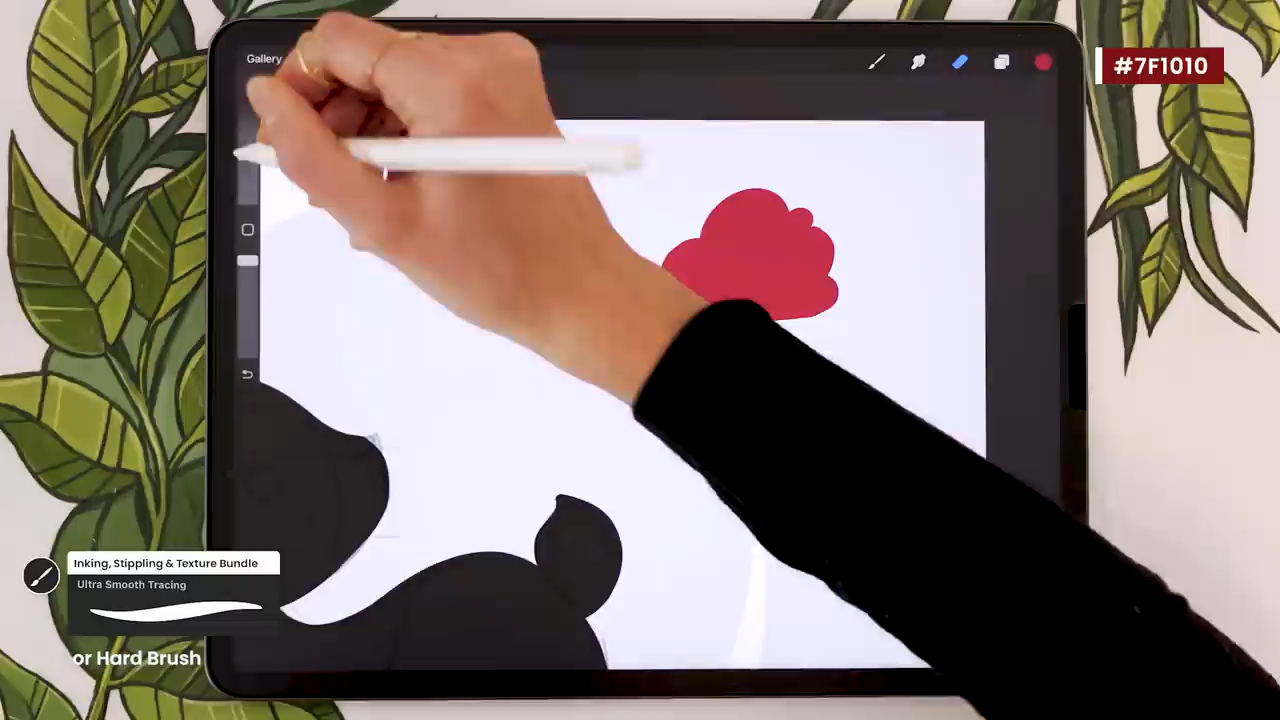 Gallery
#7F1010
Inking, Stippling & Texture Bundle
Ultra Smooth Tracing
or Hard Brush